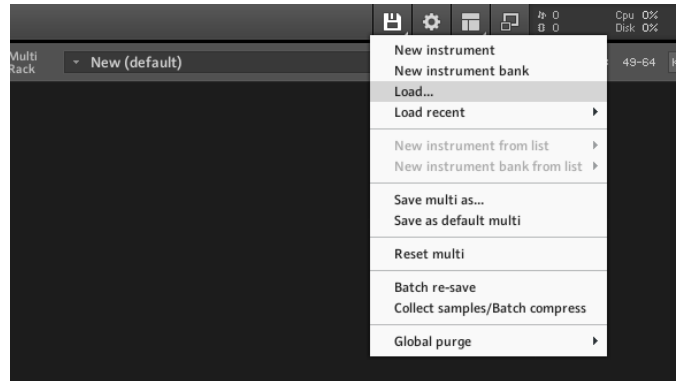 0
Cpu 0%
0
Disk 0%
Multi
Rack
New (default)
49-64
New instrument
New instrument bank
Load...
Load recent
New instrument from list
New instrument bank from list
Save multi as...
Save as default multi
Reset multi
Batch re-save
Collect samples/Batch compress
Global purge